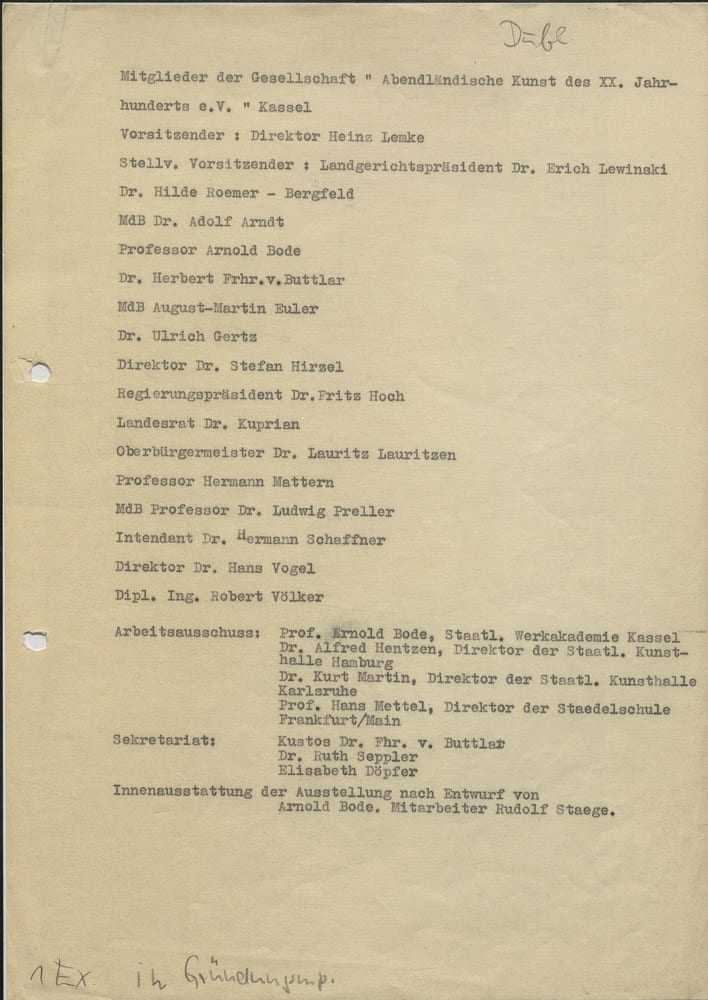 Mitglieder der Gesellschaft " Abendländische Kunst des XX. Jahr-
hunderts e.V. " Kassel
Vorsitzender : Direktor Heinz Lemke
Stellv. Vorsitzender : Landgerichtspräsident Dr. Erich Lewinski
Dr. Hilde Roemer - Bergfeld
MdB Dr. Adolf Arndt
Professor Arnold Bode
Dr. Herbert Frhr.v.Buttlar
MdB August-Martin Euler
Dr. Ulrich Gertz
Direktor Dr. Stefan Hirzel
Regierungspräsident Dr.Fritz Hoch
Landesrat Dr. Kuprian
Oberbürgermeister Dr. Lauritz Lauritzen
Professor Hermann Mattern
MdB Professor Dr. Ludwig Preller
Intendant Dr. Hermann Schaffner
Direktor Dr. Hans Vogel
Dipl. Ing. Robert Völker
Arbeitsausschuss: Prof. Arnold Bode, Staatl. Werkakademie Kassel
Dr. Alfred Hentzen, Direktor der Staatl. Kunst-
halle Hamburg
Dr. Kurt Martin, Direktor der Staatl. Kunsthalle
Karlsruhe
Prof. Hans Mettel, Direktor der Staedelschule
Frankfurt/Main
Sekretariat: Kustos Dr. Fhr. v. Buttlar
Dr. Ruth Seppler
Elisabeth Döpfer
Innenausstattung der Ausstellung nach Entwurf von
Arnold Bode. Mitarbeiter Rudolf Staege.
1 Ex. in